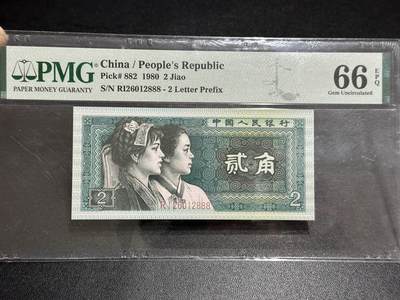 PMG
PAPER MONEY GUARANTY
China / People's Republic
Pick# 882 1980 2 Jiao
S/N RI26012888 - 2 Letter Prefix
66 EPQ
Gem Uncirculated
中国人民银行
贰角
RI26012888
2
2